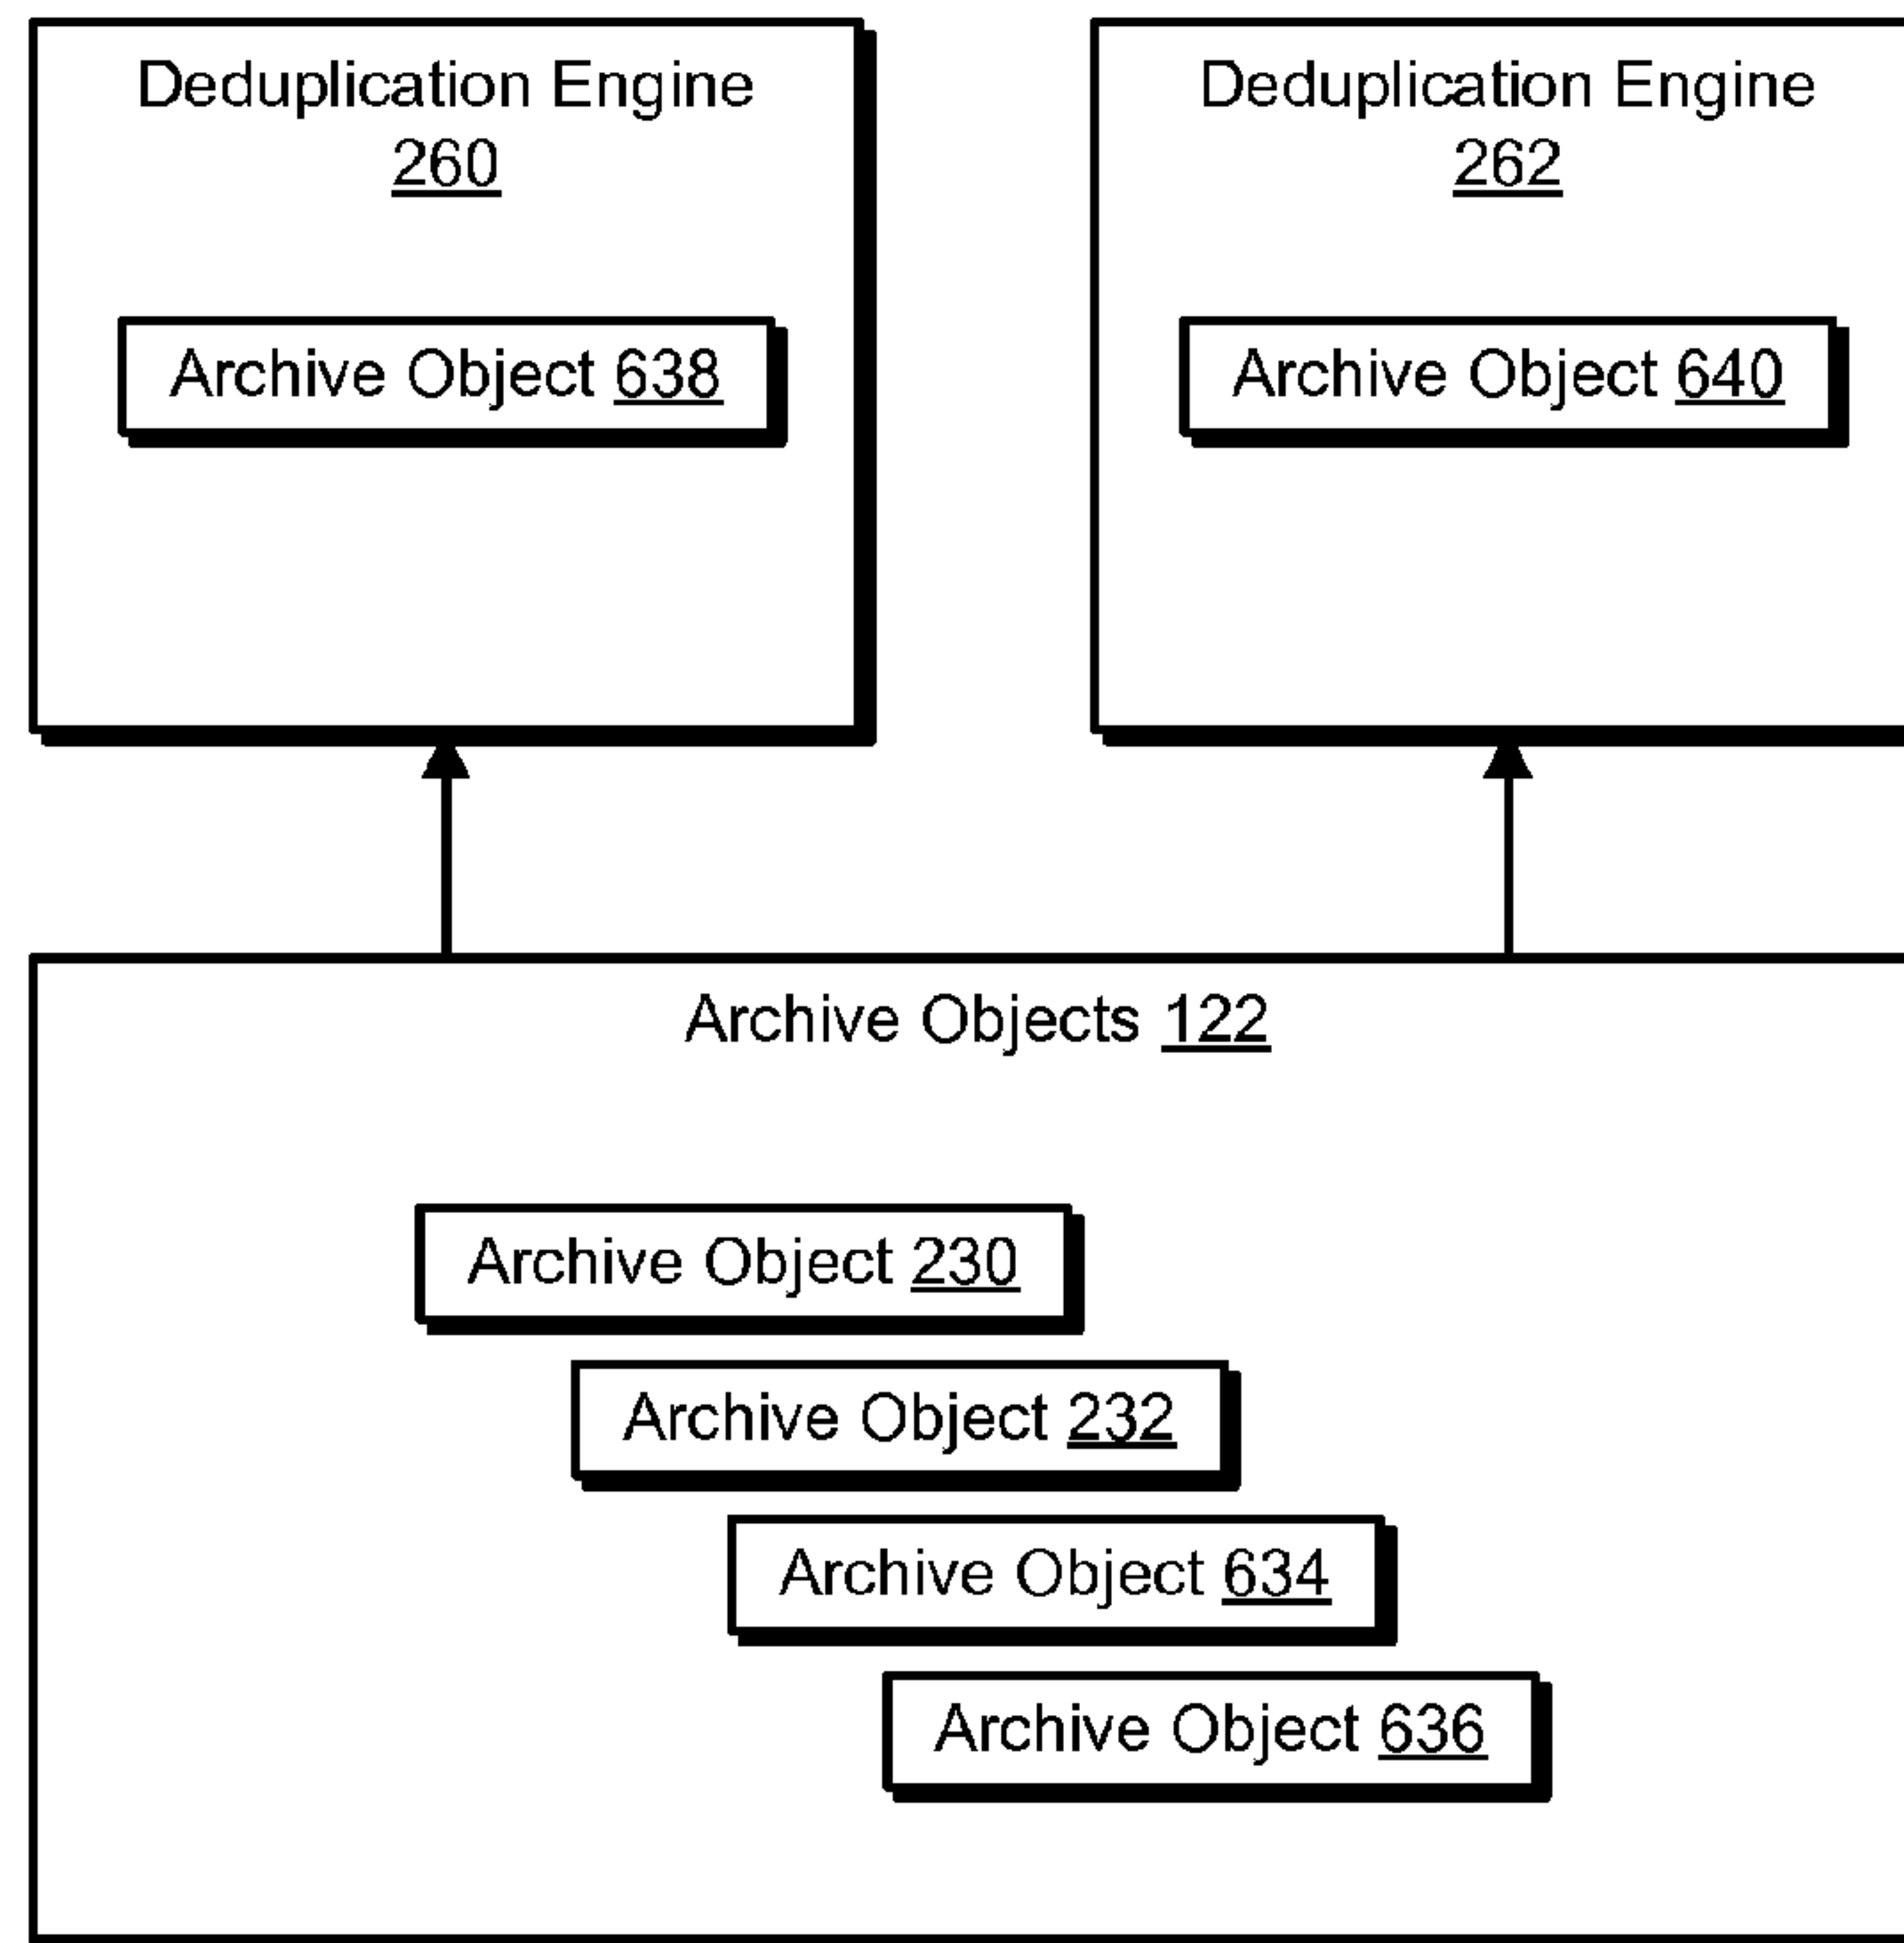 Deduplication Engine
260
Archive Object 638
Deduplication Engine
262
Archive Object 640
Archive Objects 122
Archive Object 230
Archive Object 232
Archive Object 634
Archive Object 636